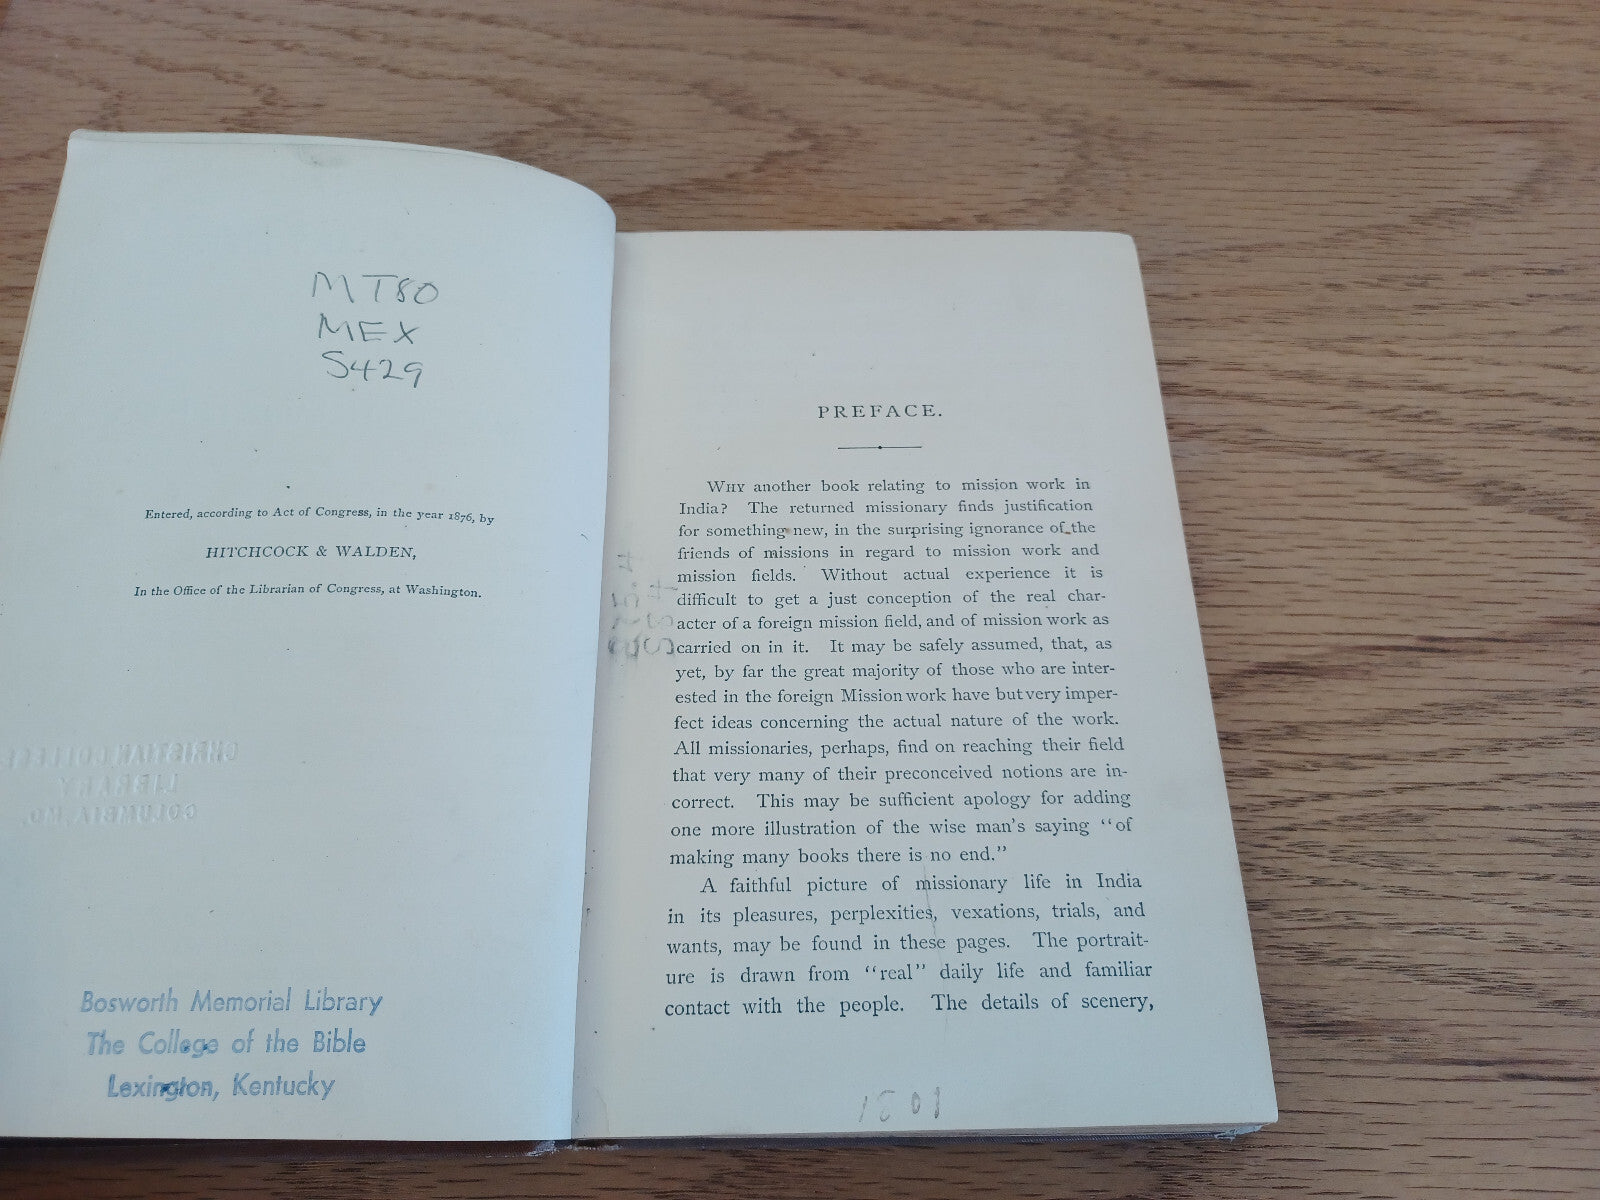 MT80
MEX
S429
Entered, according to Act of Congress, in the year 1876, by
HITCHCOCK & WALDEN,
In the Office of the Librarian of Congress, at Washington.
CHRISTIAN COLLEGE
LIBRARY
COLUMBIA, MO.
Bosworth Memorial Library
The College of the Bible
Lexington, Kentucky
PREFACE.
WHY another book relating to mission work in
India? The returned missionary finds justification
for something new, in the surprising ignorance of the
friends of missions in regard to mission work and
mission fields. Without actual experience it is
difficult to get a just conception of the real char-
acter of a foreign mission field, and of mission work as
carried on in it. It may be safely assumed, that, as
yet, by far the great majority of those who are inter-
ested in the foreign Mission work have but very imper-
fect ideas concerning the actual nature of the work.
All missionaries, perhaps, find on reaching their field
that very many of their preconceived notions are in-
correct. This may be sufficient apology for adding
one more illustration of the wise man's saying “of
making many books there is no end.”
A faithful picture of missionary life in India
in its pleasures, perplexities, vexations, trials, and
wants, may be found in these pages. The portrait-
ure is drawn from “real” daily life and familiar
contact with the people. The details of scenery,